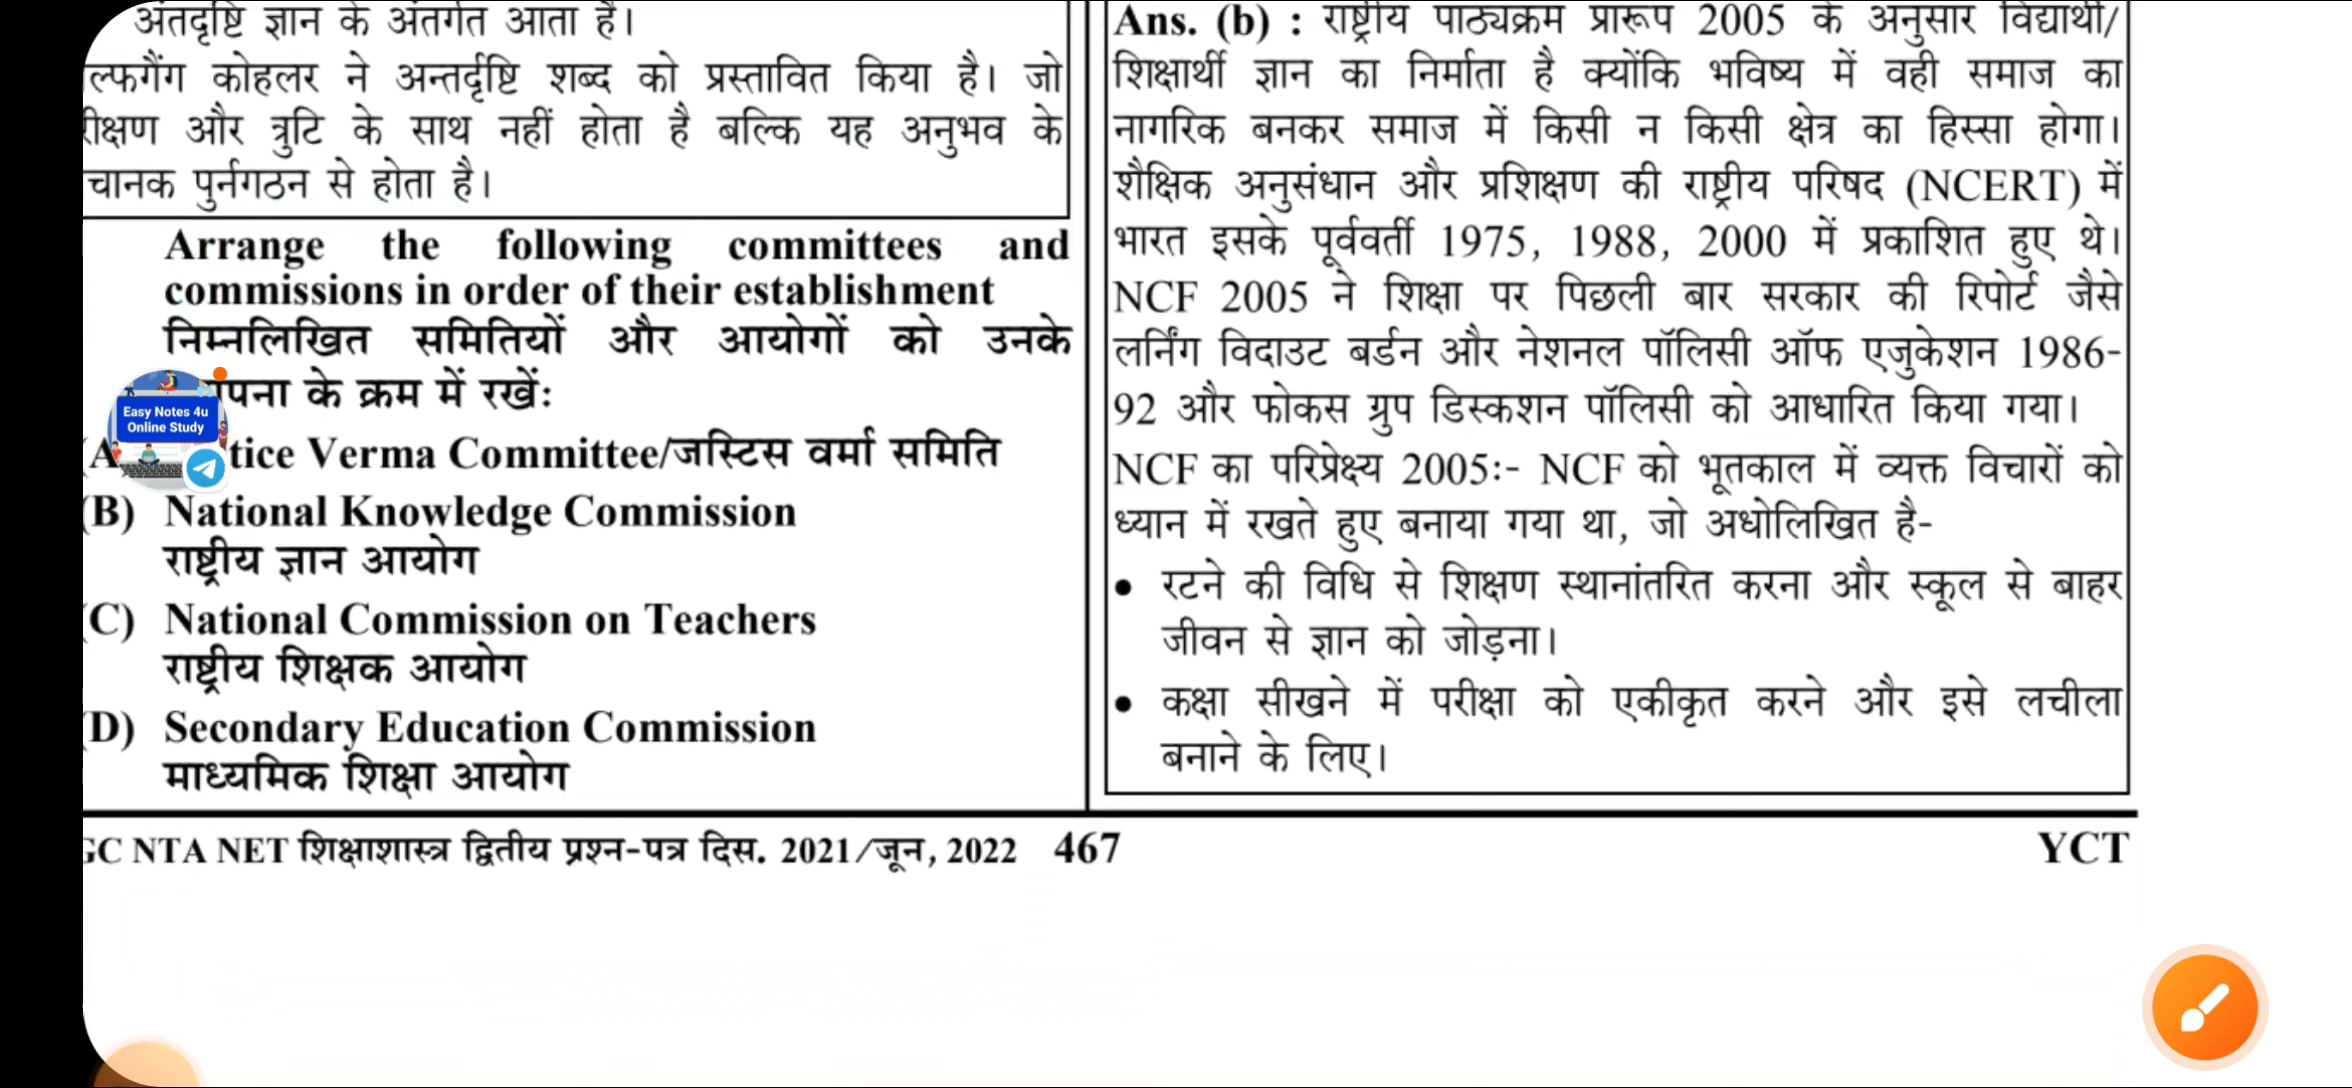 अंतर्दृष्टि ज्ञान के अंतर्गत आता है।
ल्फगैंग कोहलर ने अन्तर्दृष्टि शब्द को प्रस्तावित किया है। जो
रीक्षण और त्रुटि के साथ नहीं होता है बल्कि यह अनुभव के
चानक पुर्नगठन से होता है।
Arrange the following committees and
commissions in order of their establishment
निम्नलिखित समितियों और आयोगों को उनके
पना के क्रम में रखेंः
(A tice Verma Committee/जस्टिस वर्मा समिति
(B) National Knowledge Commission
राष्ट्रीय ज्ञान आयोग
(C) National Commission on Teachers
राष्ट्रीय शिक्षक आयोग
(D) Secondary Education Commission
माध्यमिक शिक्षा आयोग
Easy Notes 4u
Online Study
Ans. (b) : राष्ट्रीय पाठ्यक्रम प्रारूप 2005 के अनुसार विद्यार्थी/
शिक्षार्थी ज्ञान का निर्माता है क्योंकि भविष्य में वही समाज का
नागरिक बनकर समाज में किसी न किसी क्षेत्र का हिस्सा होगा।
शैक्षिक अनुसंधान और प्रशिक्षण की राष्ट्रीय परिषद (NCERT) में
भारत इसके पूर्ववर्ती 1975, 1988, 2000 में प्रकाशित हुए थे।
NCF 2005 ने शिक्षा पर पिछली बार सरकार की रिपोर्ट जैसे
लर्निंग विदाउट बर्डन और नेशनल पॉलिसी ऑफ एजुकेशन 1986-
92 और फोकस ग्रुप डिस्कशन पॉलिसी को आधारित किया गया।
NCF का परिप्रेक्ष्य 2005:- NCF को भूतकाल में व्यक्त विचारों को
ध्यान में रखते हुए बनाया गया था, जो अधोलिखित है-
• रटने की विधि से शिक्षण स्थानांतरित करना और स्कूल से बाहर
जीवन से ज्ञान को जोड़ना।
• कक्षा सीखने में परीक्षा को एकीकृत करने और इसे लचीला
बनाने के लिए।
GC NTA NET शिक्षाशास्त्र द्वितीय प्रश्न-पत्र दिस. 2021/जून, 2022 467 YCT